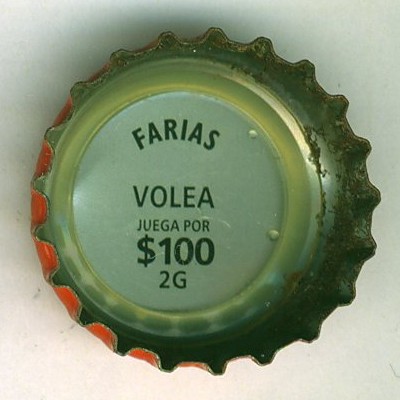 FARIAS
VOLEA
JUEGA POR
$100
2G